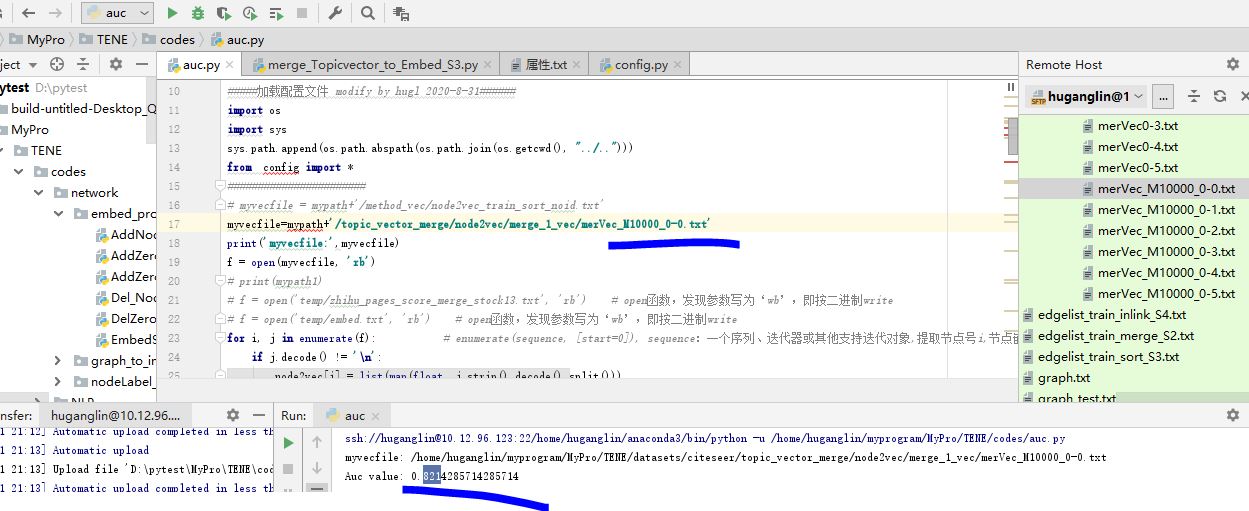 auc
MyPro
TENE
codes
auc.py
ject
auc.py
merge_Topicvector_to_Embed_S3.py
属性.txt
config.py
Remote Host
pytest D:\pytest
build-untitled-Desktop_Q
MyPro
TENE
codes
network
embed_pro
AddNod
AddZero
AddZero
Del_Nod
DelZero
EmbedS
graph_to_in
nodeLabel_
10 #####加载配置文件 modify by hugl 2020-8-31######
11 import os
12 import sys
13 sys.path.append(os.path.abspath(os.path.join(os.getcwd(), "../..")))
14 from config import *
15 #######################
16 # myvecfile = mypath+'/method_vec/node2vec_train_sort_noid.txt'
17 myvecfile=mypath+'/topic_vector_merge/node2vec/merge_1_vec/merVec_M10000_0-0.txt'
18 print('myvecfile:',myvecfile)
19 f = open(myvecfile, 'rb')
20 # print(mypath1)
21 # f = open('temp/zhihu_pages_score_merge_stock13.txt', 'rb') # open函数，发现参数写为‘wb’，即按二进制write
22 # f = open('temp/embed.txt', 'rb') # open函数，发现参数写为‘wb’，即按二进制write
23 for i, j in enumerate(f): # enumerate(sequence, [start=0]), sequence：一个序列、迭代器或其他支持迭代对象,提取节点号i,节点
24 if j.decode() != '\n':
25 node2vec[i] = list(map(float, j.strip().decode().split()))
huganglin@1
...
merVec0-3.txt
merVec0-4.txt
merVec0-5.txt
merVec_M10000_0-0.txt
merVec_M10000_0-1.txt
merVec_M10000_0-2.txt
merVec_M10000_0-3.txt
merVec_M10000_0-4.txt
merVec_M10000_0-5.txt
edgelist_train_inlink_S4.txt
edgelist_train_merge_S2.txt
edgelist_train_sort_S3.txt
graph.txt
graph_test.txt
nsfer:
huganglin@10.12.96....
1 21:12] Automatic upload completed in less th
1 21:13] Automatic upload
1 21:13] Upload file 'D:\pytest\MyPro\TENE\cod
1 21:13] Automatic upload completed in less th
Run:
auc
ssh://huganglin@10.12.96.123:22/home/huganglin/anaconda3/bin/python -u /home/huganglin/myprogram/MyPro/TENE/codes/auc.py
myvecfile: /home/huganglin/myprogram/MyPro/TENE/datasets/citeseer/topic_vector_merge/node2vec/merge_1_vec/merVec_M10000_0-0.txt
Auc value: 0.8214285714285714